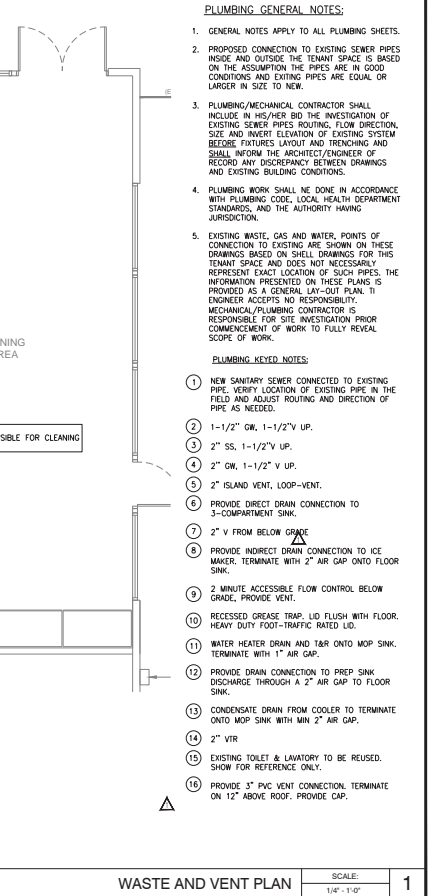 PLUMBING GENERAL NOTES:
1. GENERAL NOTES APPLY TO ALL PLUMBING SHEETS.
2. PROPOSED CONNECTION TO EXISTING SEWER PIPES
INSIDE AND OUTSIDE THE TENANT SPACE IS BASED
ON THE ASSUMPTION THE PIPES ARE IN GOOD
CONDITIONS AND EXITING PIPES ARE EQUAL OR
LARGER IN SIZE TO NEW.
3. PLUMBING/MECHANICAL CONTRACTOR SHALL
INCLUDE IN HIS/HER BID THE INVESTIGATION OF
EXISTING SEWER PIPES ROUTING, FLOW DIRECTION,
SIZE AND INVERT ELEVATION OF EXISTING SYSTEM
BEFORE FIXTURES LAYOUT AND TRENCHING AND
SHALL INFORM THE ARCHITECT/ENGINEER OF
RECORD ANY DISCREPANCY BETWEEN DRAWINGS
AND EXISTING BUILDING CONDITIONS.
4. PLUMBING WORK SHALL NE DONE IN ACCORDANCE
WITH PLUMBING CODE, LOCAL HEALTH DEPARTMENT
STANDARDS, AND THE AUTHORITY HAVING
JURISDICTION.
5. EXISTING WASTE, GAS AND WATER, POINTS OF
CONNECTION TO EXISTING ARE SHOWN ON THESE
DRAWINGS BASED ON SHELL DRAWINGS FOR THIS
TENANT SPACE AND DOES NOT NECESSARILY
REPRESENT EXACT LOCATION OF SUCH PIPES. THE
INFORMATION PRESENTED ON THESE PLANS IS
PROVIDED AS A GENERAL LAY-OUT PLAN. TI
ENGINEER ACCEPTS NO RESPONSIBILITY.
MECHANICAL/PLUMBING CONTRACTOR IS
RESPONSIBLE FOR SITE INVESTIGATION PRIOR
COMMENCEMENT OF WORK TO FULLY REVEAL
SCOPE OF WORK.
PLUMBING KEYED NOTES:
1 NEW SANITARY SEWER CONNECTED TO EXISTING
PIPE. VERIFY LOCATION OF EXISTING PIPE IN THE
FIELD AND ADJUST ROUTING AND DIRECTION OF
PIPE AS NEEDED.
2 1-1/2" GW, 1-1/2"V UP.
3 2" SS, 1-1/2"V UP.
4 2" GW, 1-1/2" V UP.
5 2" ISLAND VENT, LOOP-VENT.
6 PROVIDE DIRECT DRAIN CONNECTION TO
3-COMPARTMENT SINK.
7 2" V FROM BELOW GRADE
8 PROVIDE INDIRECT DRAIN CONNECTION TO ICE
MAKER. TERMINATE WITH 2" AIR GAP ONTO FLOOR
SINK.
9 2 MINUTE ACCESSIBLE FLOW CONTROL BELOW
GRADE, PROVIDE VENT.
10 RECESSED GREASE TRAP. LID FLUSH WITH FLOOR.
HEAVY DUTY FOOT-TRAFFIC RATED LID.
11 WATER HEATER DRAIN AND T&R ONTO MOP SINK.
TERMINATE WITH 1" AIR GAP.
12 PROVIDE DRAIN CONNECTION TO PREP SINK
DISCHARGE THROUGH A 2" AIR GAP TO FLOOR
SINK.
13 CONDENSATE DRAIN FROM COOLER TO TERMINATE
ONTO MOP SINK WITH MIN 2" AIR GAP.
14 2" VTR
15 EXISTING TOILET & LAVATORY TO BE REUSED.
SHOW FOR REFERENCE ONLY.
16 PROVIDE 3" PVC VENT CONNECTION. TERMINATE
ON 12" ABOVE ROOF. PROVIDE CAP.
(E
NING
REA
SIBLE FOR CLEANING
WASTE AND VENT PLAN
SCALE:
1/4" - 1'-0"
1